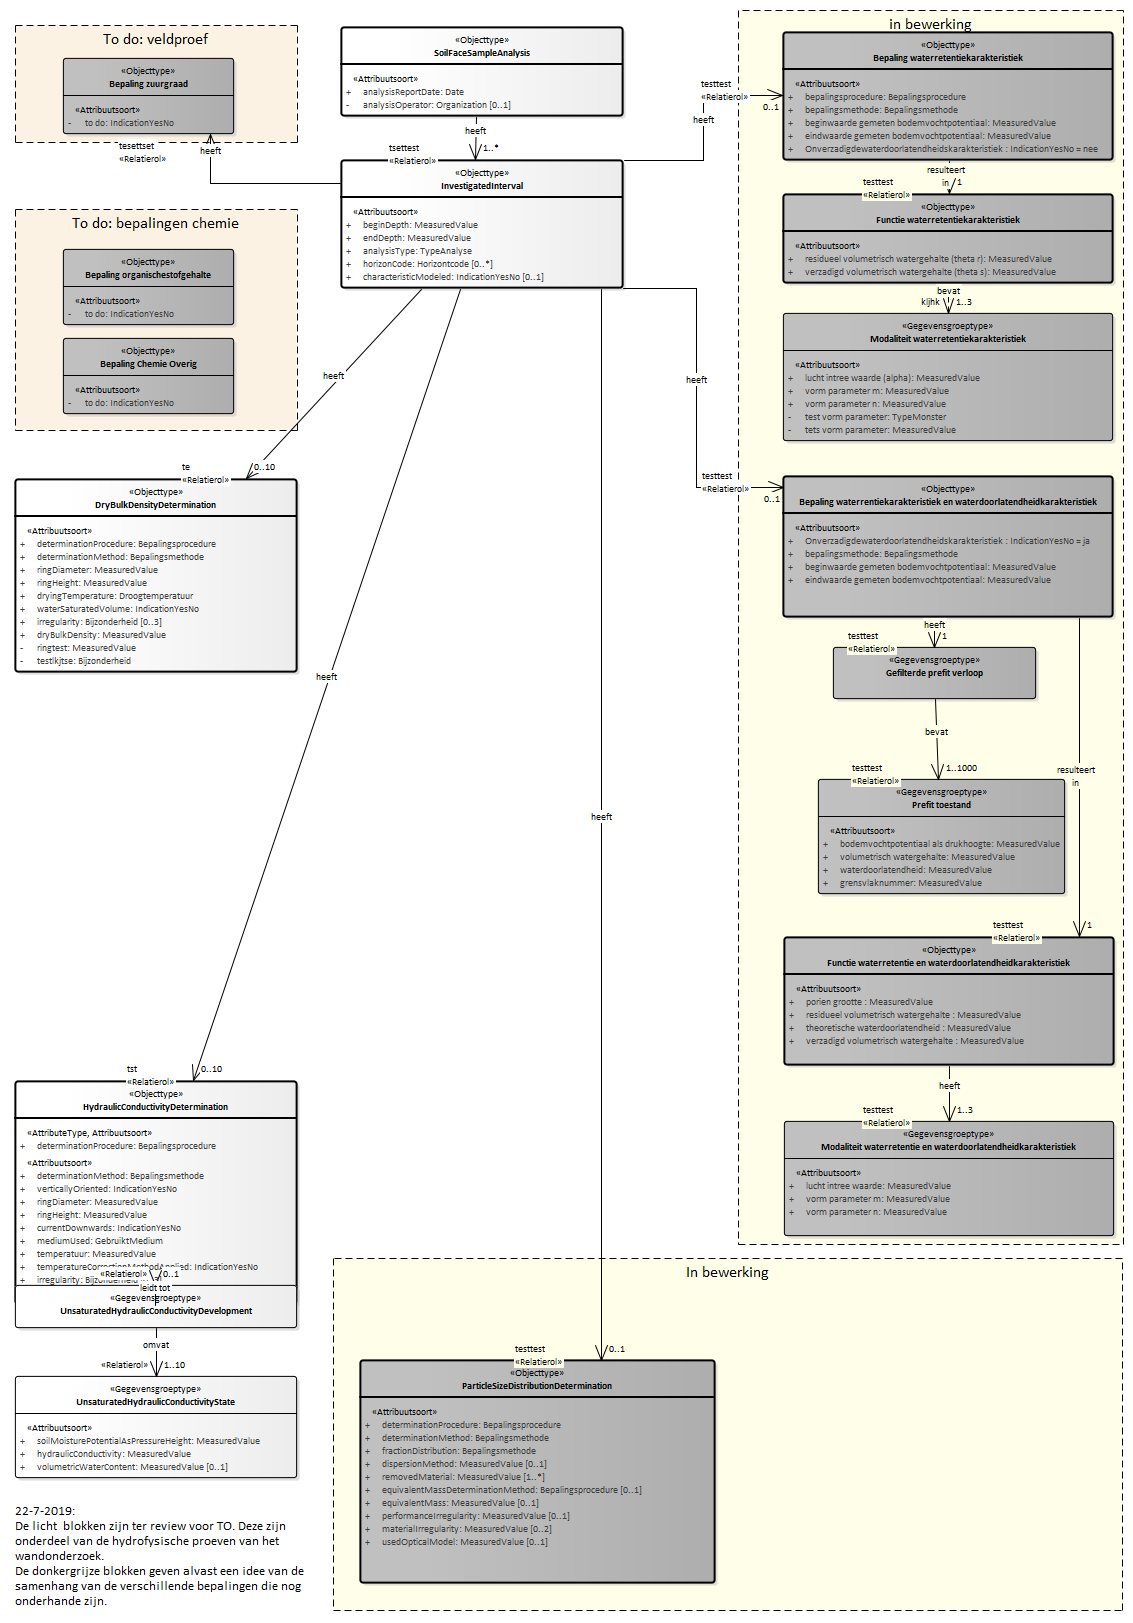 To do: veldproef
«Objecttype»
Bepaling zuurgraad
«Attribuutsoort»
- to do: IndicationYesNo
tesettset
«Relatierol»
heeft
«Objecttype»
SoilFaceSampleAnalysis
«Attribuutsoort»
+ analysisReportDate: Date
- analysisOperator: Organization [0..1]
heeft
1..*
tsettest
«Relatierol»
«Objecttype»
InvestigatedInterval
«Attribuutsoort»
+ beginDepth: MeasuredValue
+ endDepth: MeasuredValue
+ analysisType: TypeAnalyse
+ horizonCode: Horizontcode [0..*]
+ characteristicModeled: IndicationYesNo [0..1]
To do: bepalingen chemie
«Objecttype»
Bepaling organischestofgehalte
«Attribuutsoort»
- to do: IndicationYesNo
«Objecttype»
Bepaling Chemie Overig
«Attribuutsoort»
- to do: IndicationYesNo
in bewerking
testtest
«Relatierol»
0..1
heeft
«Objecttype»
Bepaling waterretentiekarakteristiek
«Attribuutsoort»
+ bepalingsprocedure: Bepalingsprocedure
+ bepalingsmethode: Bepalingsmethode
+ beginwaarde gemeten bodemvochtpotentiaal: MeasuredValue
+ eindwaarde gemeten bodemvochtpotentiaal: MeasuredValue
+ Onverzadigdewaterdoorlatendheidskarakteristiek : IndicationYesNo = nee
resulteert
in
1
testtest
«Relatierol»
«Objecttype»
Functie waterretentiekarakteristiek
«Attribuutsoort»
+ residueel volumetrisch watergehalte (theta r): MeasuredValue
+ verzadigd volumetrisch watergehalte (theta s): MeasuredValue
bevat
kljhk
1..3
«Gegevensgroeptype»
Modaliteit waterretentiekarakteristiek
«Attribuutsoort»
+ lucht intree waarde (alpha): MeasuredValue
+ vorm parameter m: MeasuredValue
+ vorm parameter n: MeasuredValue
- test vorm parameter: TypeMonster
- tets vorm parameter: MeasuredValue
heeft
testtest
«Relatierol»
0..1
«Objecttype»
Bepaling waterrentiekarakteristiek en waterdoorlatendheidkarakteristiek
«Attribuutsoort»
+ Onverzadigdewaterdoorlatendheidskarakteristiek : IndicationYesNo = ja
+ bepalingsmethode: Bepalingsmethode
+ beginwaarde gemeten bodemvochtpotentiaal: MeasuredValue
+ eindwaarde gemeten bodemvochtpotentiaal: MeasuredValue
heeft
1
testtest
«Relatierol»
«Gegevensgroeptype»
Gefilterde prefit verloop
bevat
1..1000
testtest
«Relatierol»
«Gegevensgroeptype»
Prefit toestand
«Attribuutsoort»
+ bodemvochtpotentiaal als drukhoogte: MeasuredValue
+ volumetrisch watergehalte: MeasuredValue
+ waterdoorlatendheid: MeasuredValue
+ grensvlaknummer: MeasuredValue
resulteert
in
1
testtest
«Relatierol»
«Objecttype»
Functie waterretentie en waterdoorlatendheidkarakteristiek
«Attribuutsoort»
+ porien grootte : MeasuredValue
+ residueel volumetrisch watergehalte : MeasuredValue
+ theoretische waterdoorlatendheid : MeasuredValue
+ verzadigd volumetrisch watergehalte : MeasuredValue
heeft
testtest
«Relatierol»
1..3
«Gegevensgroeptype»
Modaliteit waterretentie en waterdoorlatendheidkarakteristiek
«Attribuutsoort»
+ lucht intree waarde: MeasuredValue
+ vorm parameter m: MeasuredValue
+ vorm parameter n: MeasuredValue
heeft
te
«Relatierol»
0..10
«Objecttype»
DryBulkDensityDetermination
«Attribuutsoort»
+ determinationProcedure: Bepalingsprocedure
+ determinationMethod: Bepalingsmethode
+ ringDiameter: MeasuredValue
+ ringHeight: MeasuredValue
+ dryingTemperature: Droogtemperatuur
+ waterSaturatedVolume: IndicationYesNo
+ irregularity: Bijzonderheid [0..3]
+ dryBulkDensity: MeasuredValue
- ringtest: MeasuredValue
- testlkjtse: Bijzonderheid
heeft
tst
«Relatierol»
0..10
«Objecttype»
HydraulicConductivityDetermination
«AttributeType, Attribuutsoort»
+ determinationProcedure: Bepalingsprocedure
«Attribuutsoort»
+ determinationMethod: Bepalingsmethode
+ verticallyOriented: IndicationYesNo
+ ringDiameter: MeasuredValue
+ ringHeight: MeasuredValue
+ currentDownwards: IndicationYesNo
+ mediumUsed: GebruiktMedium
+ temperatuur: MeasuredValue
+ temperatureCorrectionMethodApplied: IndicationYesNo
+ irregularity: Bijzonderheid
«Relatierol»
0..1
leidt tot
«Gegevensgroeptype»
UnsaturatedHydraulicConductivityDevelopment
omvat
«Relatierol»
1..10
«Gegevensgroeptype»
UnsaturatedHydraulicConductivityState
«Attribuutsoort»
+ soilMoisturePotentialAsPressureHeight: MeasuredValue
+ hydraulicConductivity: MeasuredValue
+ volumetricWaterContent: MeasuredValue [0..1]
heeft
In bewerking
testtest
«Relatierol»
0..1
«Objecttype»
ParticleSizeDistributionDetermination
«Attribuutsoort»
+ determinationProcedure: Bepalingsprocedure
+ determinationMethod: Bepalingsmethode
+ fractionDistribution: Bepalingsmethode
+ dispersionMethod: MeasuredValue [0..1]
+ removedMaterial: MeasuredValue [1..*]
+ equivalentMassDeterminationMethod: Bepalingsprocedure [0..1]
+ equivalentMass: MeasuredValue [0..1]
+ performanceIrregularity: MeasuredValue [0..1]
+ materialIrregularity: MeasuredValue [0..2]
+ usedOpticalModel: MeasuredValue [0..1]
22-7-2019:
De licht blokken zijn ter review voor TO. Deze zijn
onderdeel van de hydrofysische proeven van het
wandonderzoek.
De donkergrijze blokken geven alvast een idee van de
samenhang van de verschillende bepalingen die nog
onderhande zijn.